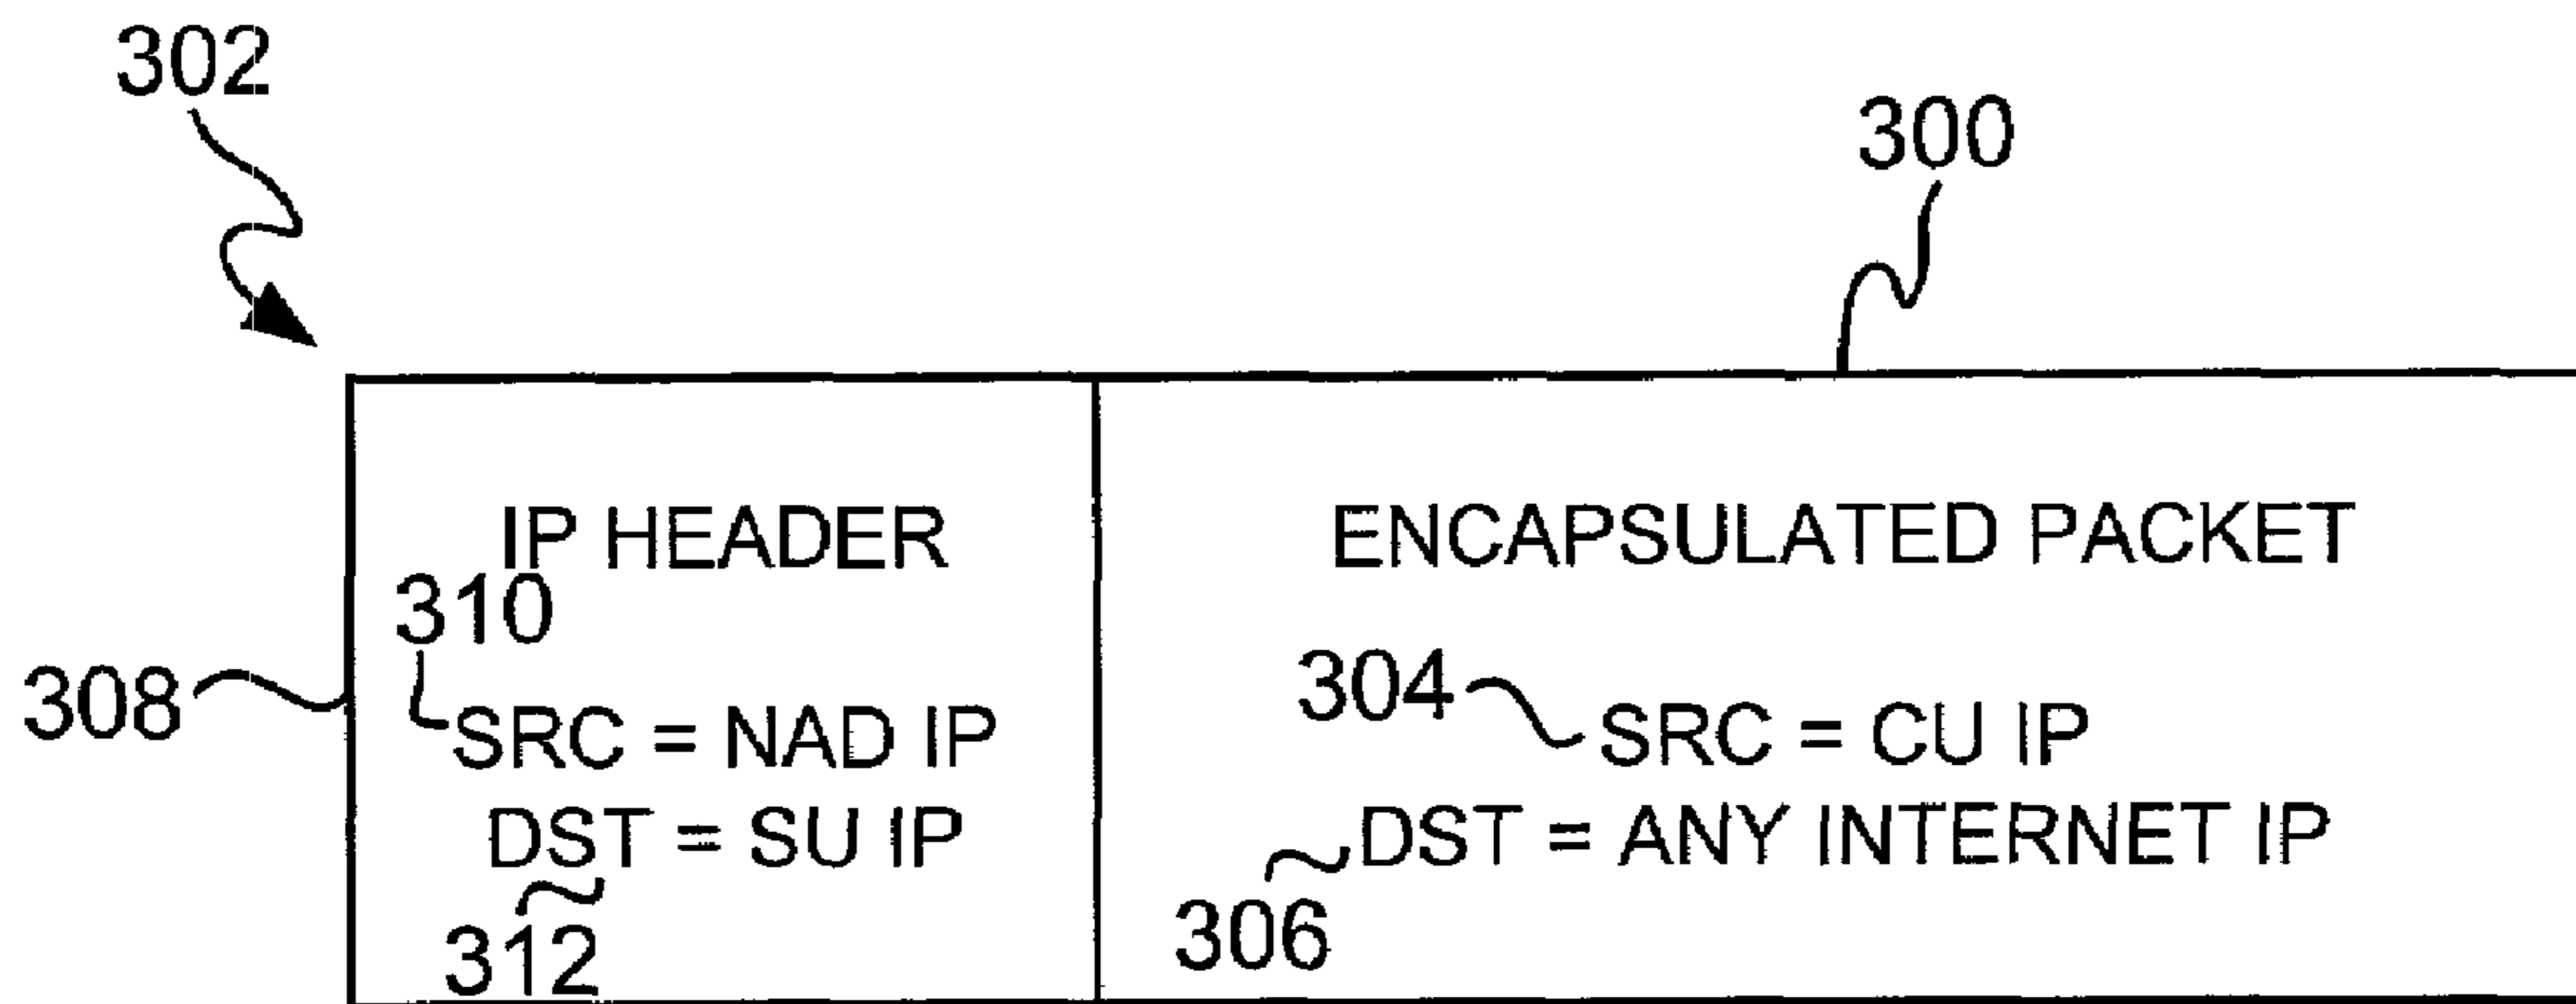 302
300
IP HEADER
310
308
SRC = NAD IP
DST = SU IP
312
ENCAPSULATED PACKET
304
SRC = CU IP
DST = ANY INTERNET IP
306